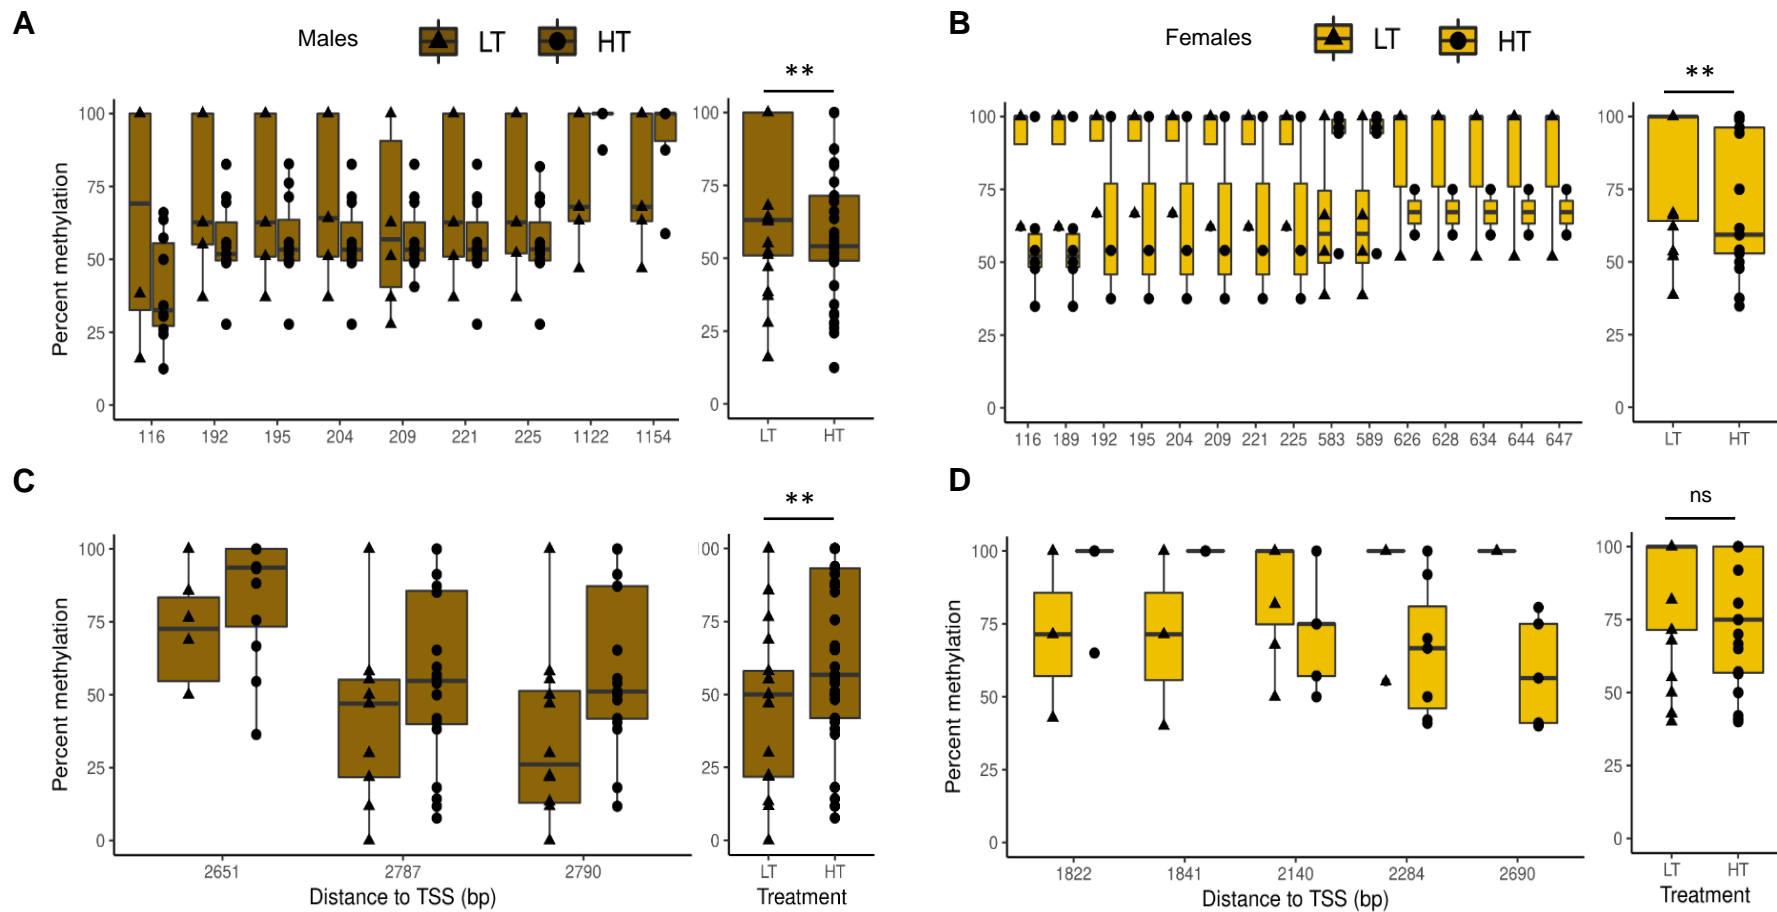 A
Males
LT
HT
**
Percent methylation
100
75
50
25
0
116 192 195 204 209 221 225 1122 1154
100
75
50
25
0
LT HT
B
Females
LT
HT
**
100
75
50
25
0
116 189 192 195 204 209 221 225 583 589 626 628 634 644 647
100
75
50
25
0
LT HT
C
**
Percent methylation
100
75
50
25
0
2651 2787 2790
Distance to TSS (bp)
00
75
50
25
0
LT HT
Treatment
D
ns
Percent methylation
100
75
50
25
0
1822 1841 2140 2284 2690
Distance to TSS (bp)
100
75
50
25
0
LT HT
Treatment